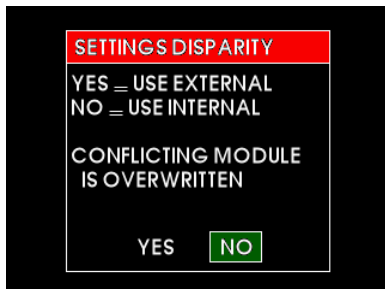 SETTINGS DISPARITY
YES = USE EXTERNAL
NO = USE INTERNAL
CONFLICTING MODULE
IS OVERWRITTEN
YES NO